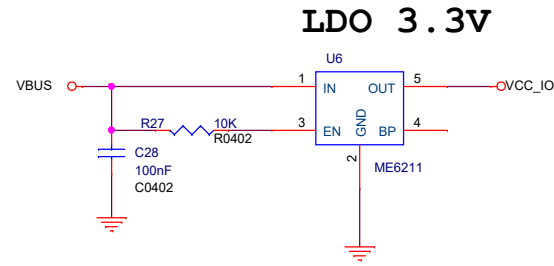 LDO 3.3V
U6
VBUS
1
IN
OUT
5
VCC_IO
R27
10K
R0402
3
EN
GND
BP
4
2
C28
100nF
C0402
ME6211